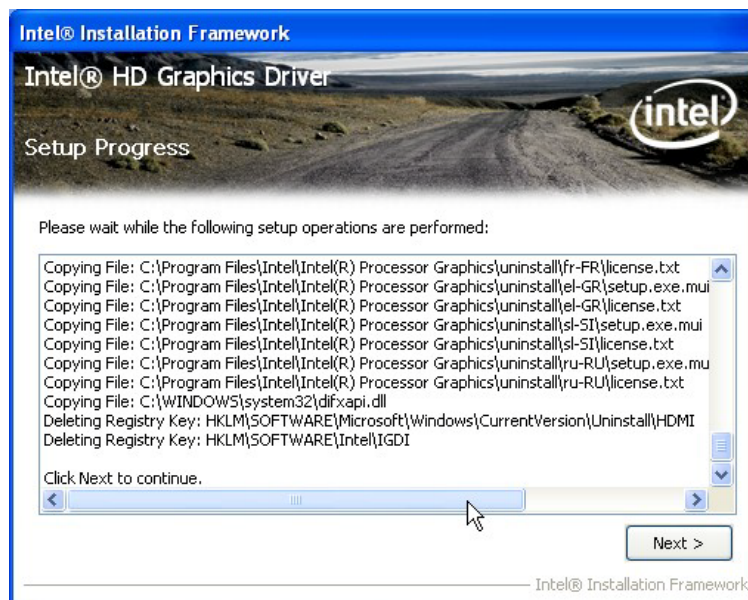 Intel® Installation Framework
Intel® HD Graphics Driver
intel
Setup Progress
Please wait while the following setup operations are performed:
Copying File: C:\Program Files\Intel\Intel(R) Processor Graphics\uninstall\fr-FR\license.txt
Copying File: C:\Program Files\Intel\Intel(R) Processor Graphics\uninstall\el-GR\setup.exe.mui
Copying File: C:\Program Files\Intel\Intel(R) Processor Graphics\uninstall\el-GR\license.txt
Copying File: C:\Program Files\Intel\Intel(R) Processor Graphics\uninstall\sl-SI\setup.exe.mui
Copying File: C:\Program Files\Intel\Intel(R) Processor Graphics\uninstall\sl-SI\license.txt
Copying File: C:\Program Files\Intel\Intel(R) Processor Graphics\uninstall\ru-RU\setup.exe.mu
Copying File: C:\Program Files\Intel\Intel(R) Processor Graphics\uninstall\ru-RU\license.txt
Copying File: C:\WINDOWS\system32\difxapi.dll
Deleting Registry Key: HKLM\SOFTWARE\Microsoft\Windows\CurrentVersion\Uninstall\HDMI
Deleting Registry Key: HKLM\SOFTWARE\Intel\IGDI
Click Next to continue.
Next >
Intel® Installation Framework